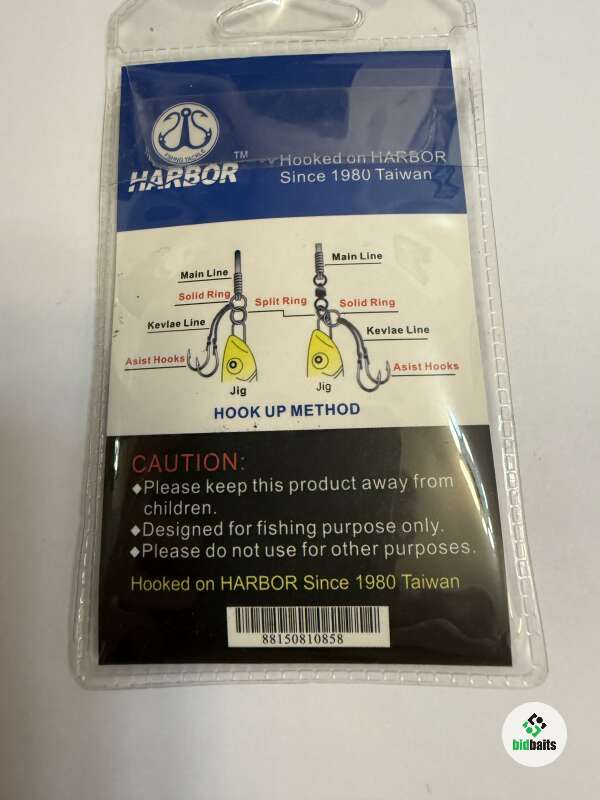 FISHING TACKLE
HARBOR™
Hooked on HARBOR
Since 1980 Taiwan
Main Line
Solid Ring
Kevlae Line
Asist Hooks
Jig
Split Ring
Main Line
Solid Ring
Kevlae Line
Asist Hooks
Jig
HOOK UP METHOD
CAUTION:
◆Please keep this product away from
children.
◆Designed for fishing purpose only.
◆Please do not use for other purposes.
Hooked on HARBOR Since 1980 Taiwan
88150810858
bidbaits